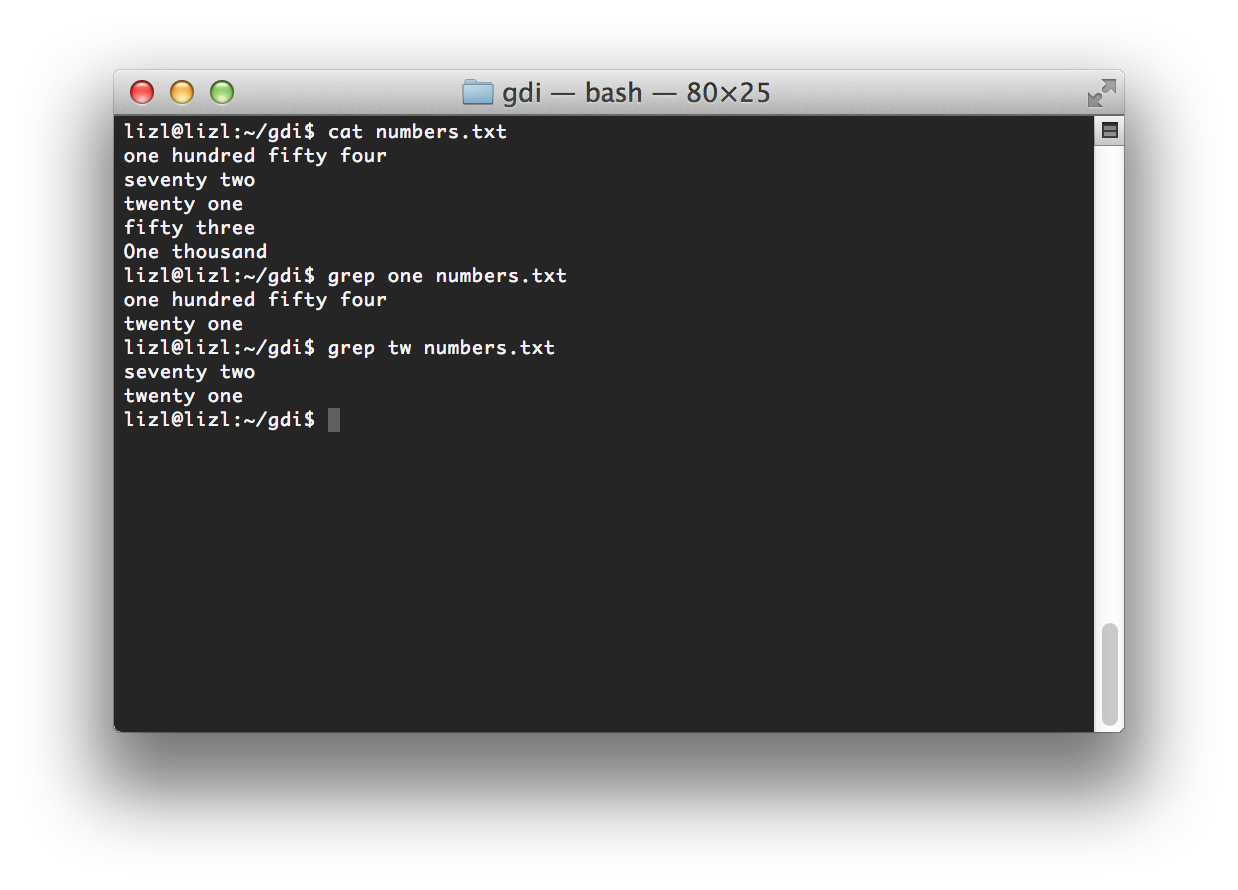 gdi — bash — 80×25
lizl@lizl:~/gdi$ cat numbers.txt
one hundred fifty four
seventy two
twenty one
fifty three
One thousand
lizl@lizl:~/gdi$ grep one numbers.txt
one hundred fifty four
twenty one
lizl@lizl:~/gdi$ grep tw numbers.txt
seventy two
twenty one
lizl@lizl:~/gdi$